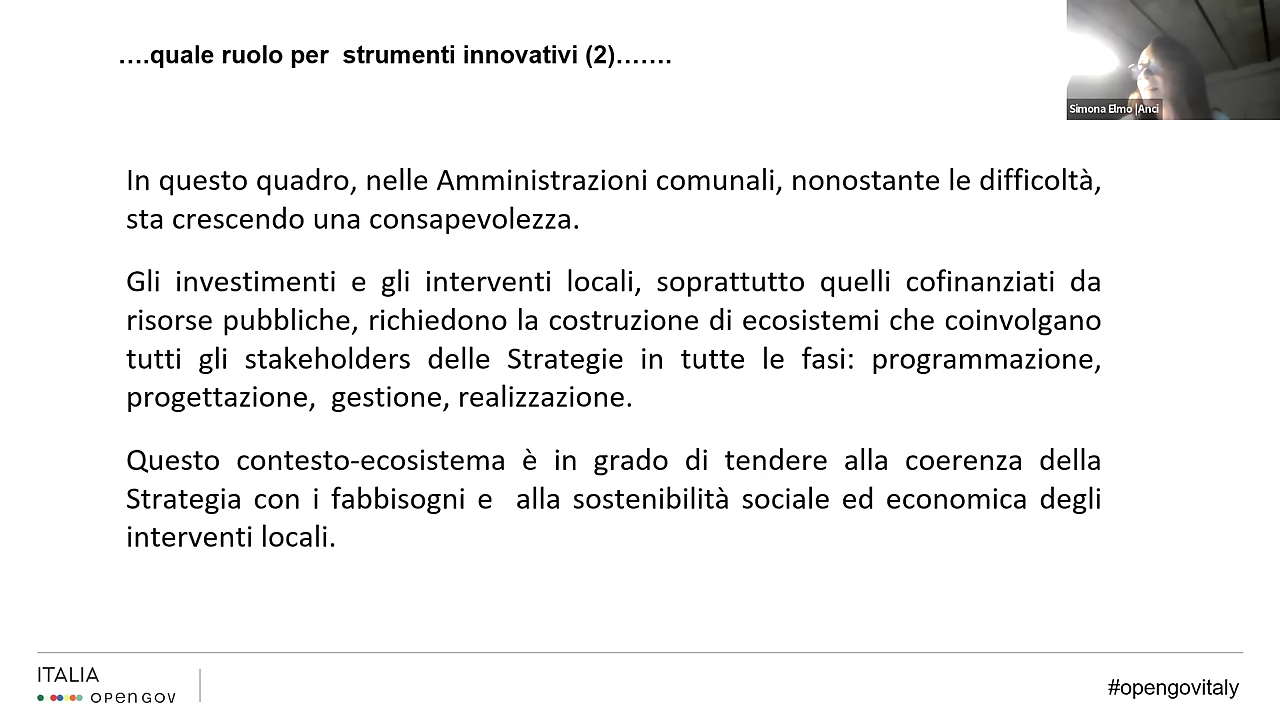 ….quale ruolo per  strumenti innovativi (2)…….
Simona Elmo |Anci
In questo quadro, nelle Amministrazioni comunali, nonostante le difficoltà,
sta crescendo una consapevolezza.
Gli investimenti e gli interventi locali, soprattutto quelli cofinanziati da
risorse pubbliche, richiedono la costruzione di ecosistemi che coinvolgano
tutti gli stakeholders delle Strategie in tutte le fasi: programmazione,
progettazione,  gestione, realizzazione.
Questo contesto-ecosistema è in grado di tendere alla coerenza della
Strategia con i fabbisogni e  alla sostenibilità sociale ed economica degli
interventi locali.
ITALIA
OPEN GOV
#opengovitaly